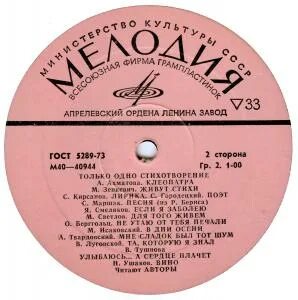 МИНИСТЕРСТВО КУЛЬТУРЫ СССР
МЕЛОДИЯ
ВСЕСОЮЗНАЯ ФИРМА ГРАМПЛАСТИНОК
АПРЕЛЕВСКИЙ ОРДЕНА ЛЕНИНА ЗАВОД
▽33
ГОСТ 5289-73
М40—40944
2 сторона
Гр. 2. 1-00
ТОЛЬКО ОДНО СТИХОТВОРЕНИЕ
А. Ахматова. КЛЕОПАТРА
М. Зенкевич. ЖИВУТ СТИХИ
С. Кирсанов. ЛИРИКА. С. Городецкий. ПОЭТ
С. Маршак. ПЕСНЯ (из Р. Бернса)
Я. Смеляков. ЕСЛИ Я ЗАБОЛЕЮ
М. Светлов. ДЛЯ ТОГО ЖИВЕМ
О. Берггольц. НЕ УТАЮ ОТ ТЕБЯ ПЕЧАЛИ
М. Исаковский. В ДНИ ОСЕНИ
А. Твардовский. МНЕ СЛАДОК БЫЛ ТОТ ШУМ
В. Луговской. ТА, КОТОРУЮ Я ЗНАЛ
В. Тушнова
УЛЫБАЮСЬ... А СЕРДЦЕ ПЛАЧЕТ
Н. Ушаков. ВИНО
Читают АВТОРЫ